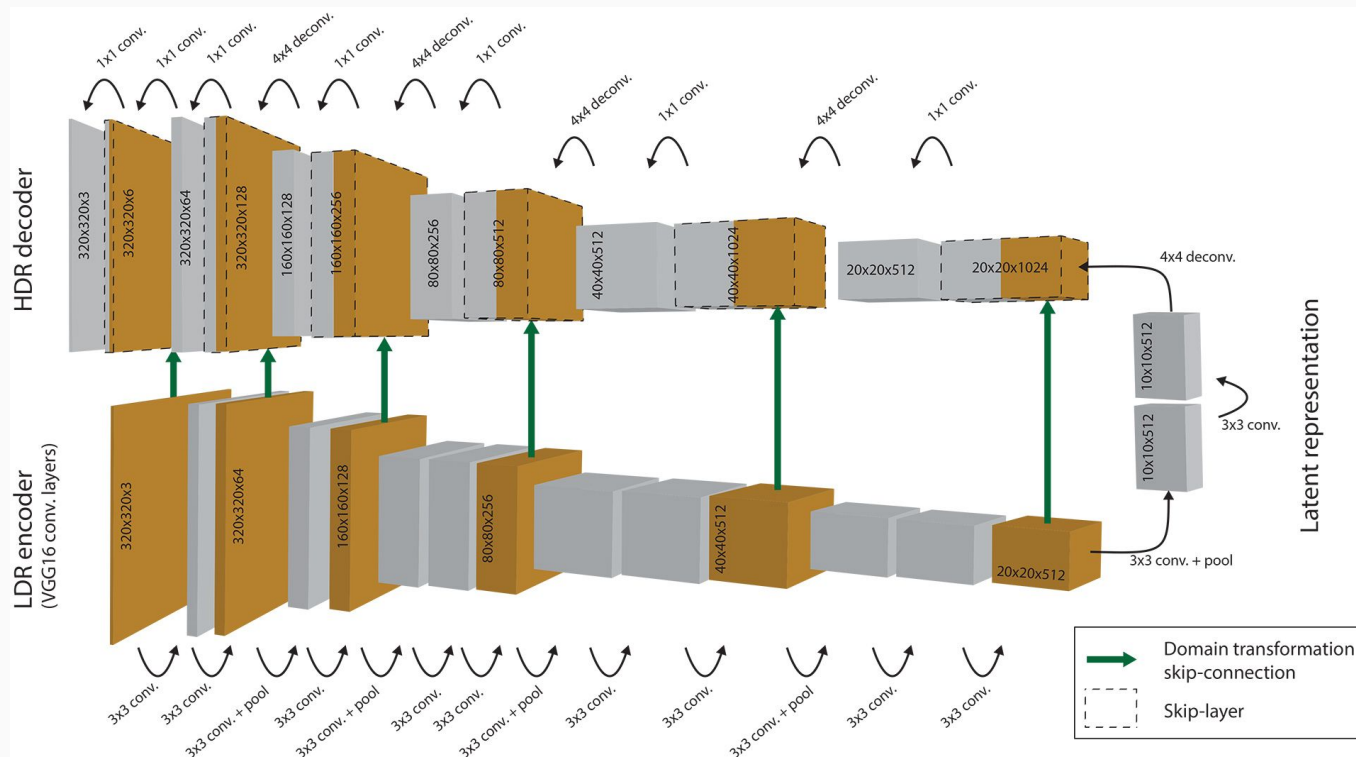 1x1 conv.
1x1 conv.
1x1 conv.
4x4 deconv.
1x1 conv.
4x4 deconv.
1x1 conv.
4x4 deconv.
1x1 conv.
4x4 deconv.
1x1 conv.
HDR decoder
320x320x3
320x320x6
320x320x64
320x320x128
160x160x128
160x160x256
80x80x256
80x80x512
40x40x512
40x40x1024
20x20x512
20x20x1024
4x4 deconv.
10x10x512
3x3 conv.
10x10x512
Latent representation
3x3 conv. + pool
LDR encoder
(VGG16 conv. layers)
320x320x3
320x320x64
160x160x128
80x80x256
40x40x512
20x20x512
3x3 conv.
3x3 conv.
3x3 conv. + pool
3x3 conv.
3x3 conv. + pool
3x3 conv.
3x3 conv.
3x3 conv. + pool
3x3 conv.
3x3 conv.
3x3 conv. + pool
3x3 conv.
3x3 conv.
Domain transformation
skip-connection
Skip-layer